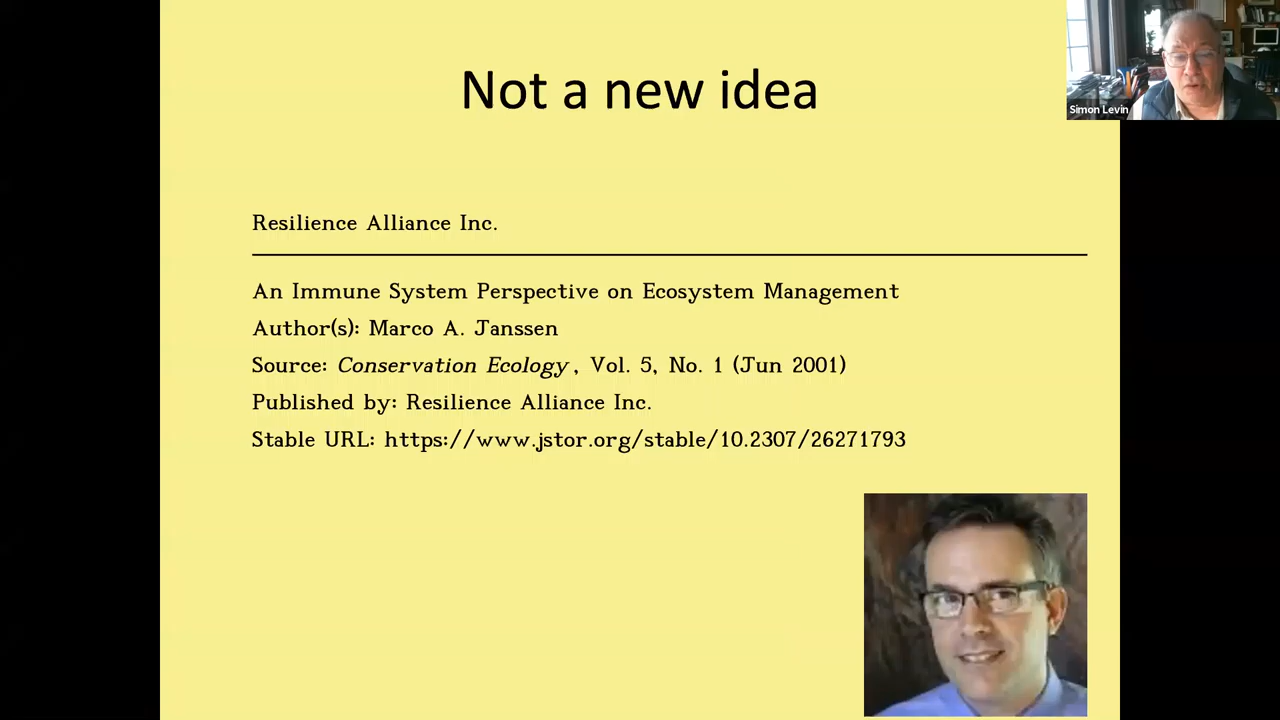 Not a new idea
Simon Levin
Resilience Alliance Inc.
An Immune System Perspective on Ecosystem Management
Author(s): Marco A. Janssen
Source: Conservation Ecology, Vol. 5, No. 1 (Jun 2001)
Published by: Resilience Alliance Inc.
Stable URL: https://www.jstor.org/stable/10.2307/26271793